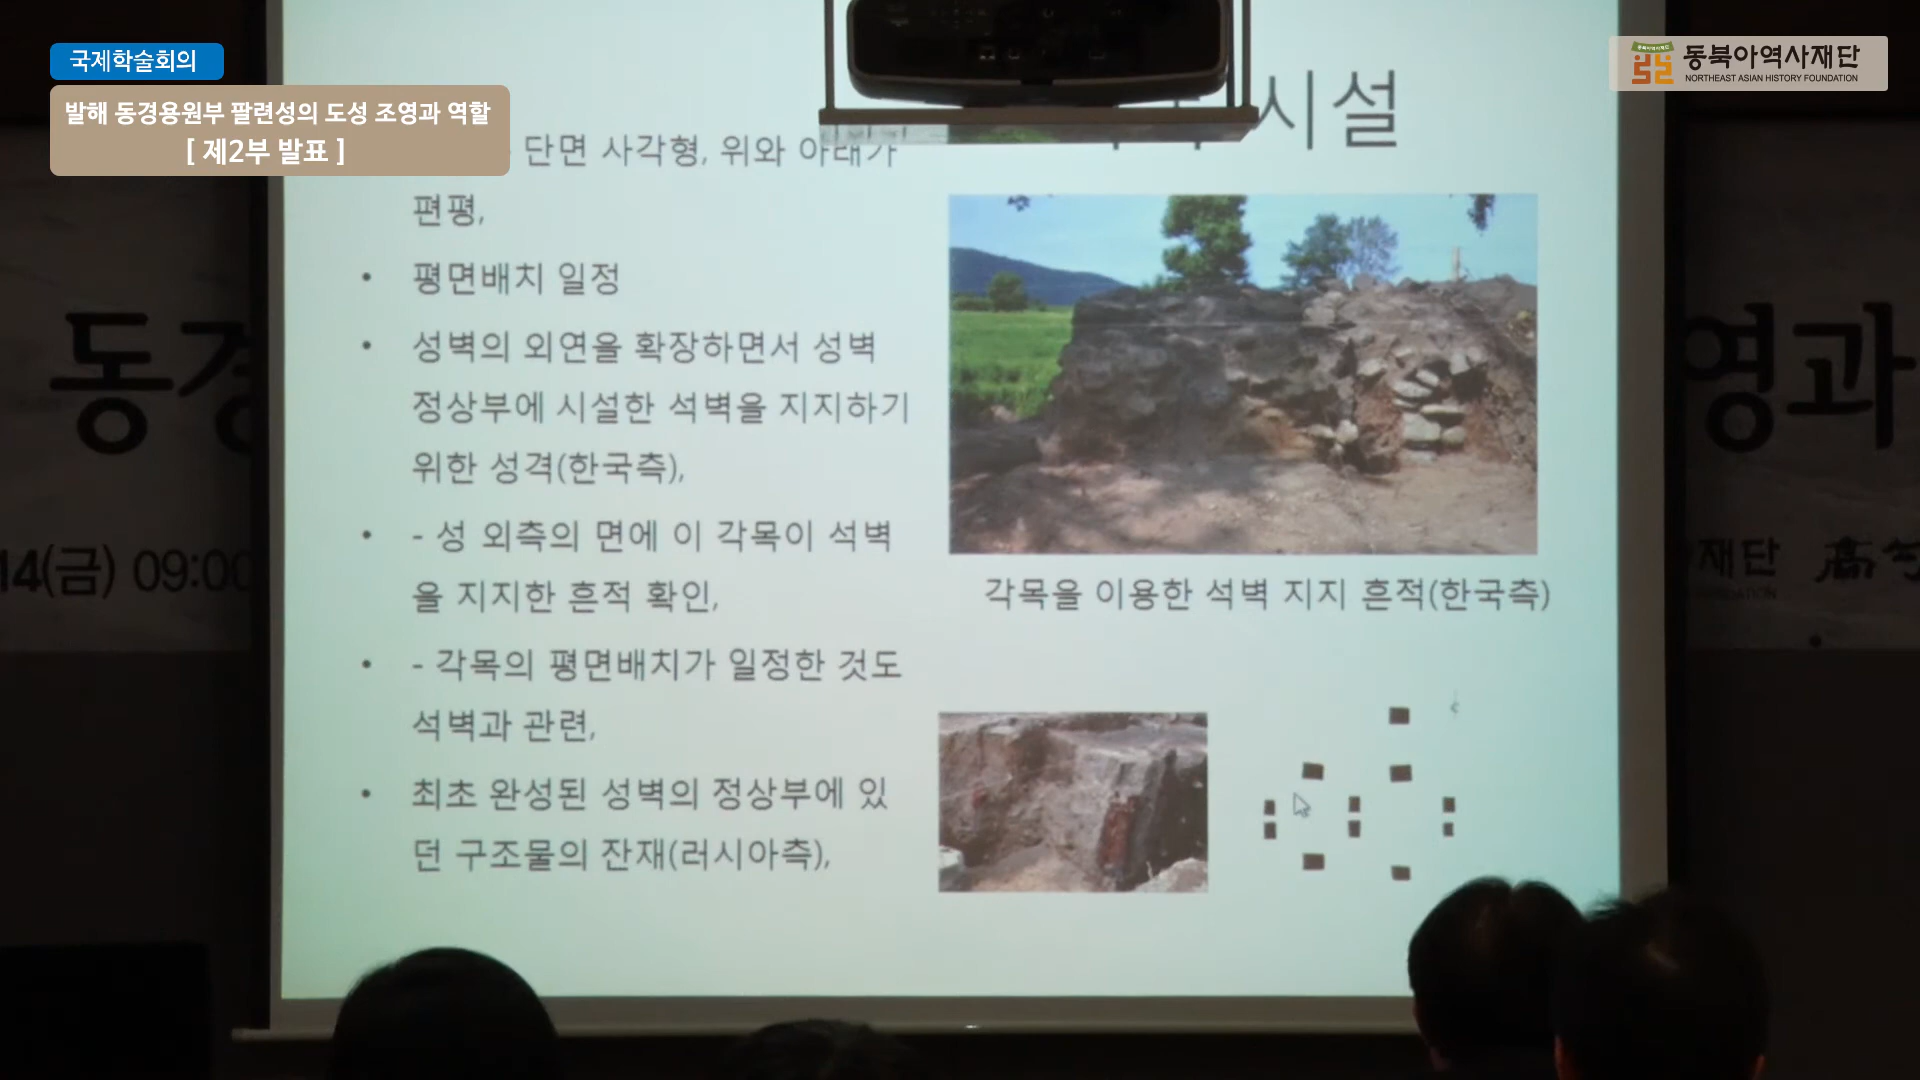 국제학술회의
발해 동경용원부 팔련성의 도성 조영과 역할
[ 제2부 발표 ]
동북아역사재단
NORTHEAST ASIAN HISTORY FOUNDATION
시설
단면 사각형, 위와 아래가
편평,
• 평면배치 일정
• 성벽의 외연을 확장하면서 성벽
정상부에 시설한 석벽을 지지하기
위한 성격(한국측),
• - 성 외측의 면에 이 각목이 석벽
을 지지한 흔적 확인,
• - 각목의 평면배치가 일정한 것도
석벽과 관련,
• 최초 완성된 성벽의 정상부에 있
던 구조물의 잔재(러시아측),
각목을 이용한 석벽 지지 흔적(한국측)
동경
14(금) 09:00
영과
재단